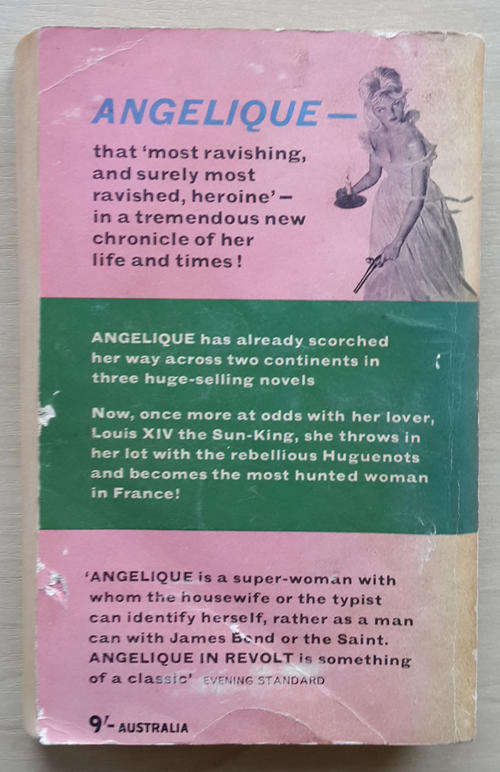 ANGELIQUE —
that 'most ravishing,
and surely most
ravished, heroine' —
in a tremendous new
chronicle of her
life and times!
ANGELIQUE has already scorched
her way across two continents in
three huge-selling novels
Now, once more at odds with her lover,
Louis XIV the Sun-King, she throws in
her lot with the rebellious Huguenots
and becomes the most hunted woman
in France!
'ANGELIQUE is a super-woman with
whom the housewife or the typist
can identify herself, rather as a man
can with James Bond or the Saint.
ANGELIQUE IN REVOLT is something
of a classic' EVENING STANDARD
9/- AUSTRALIA